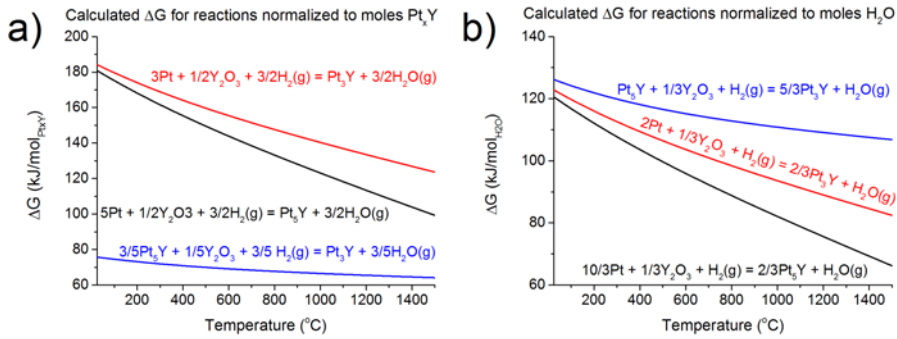 a)
Calculated ΔG for reactions normalized to moles PtₓY
200
180
160
140
120
100
80
60
ΔG (kJ/mol_PtxY)
3Pt + 1/2Y₂O₃ + 3/2H₂(g) = Pt₃Y + 3/2H₂O(g)
5Pt + 1/2Y₂O3 + 3/2H₂(g) = Pt₅Y + 3/2H₂O(g)
3/5Pt₅Y + 1/5Y₂O₃ + 3/5 H₂(g) = Pt₃Y + 3/5H₂O(g)
200 400 600 800 1000 1200 1400
Temperature (°C)
b)
Calculated ΔG for reactions normalized to moles H₂O
140
120
100
80
60
ΔG (kJ/mol_H2O)
Pt₅Y + 1/3Y₂O₃ + H₂(g) = 5/3Pt₃Y + H₂O(g)
2Pt + 1/3Y₂O₃ + H₂(g) = 2/3Pt₃Y + H₂O(g)
10/3Pt + 1/3Y₂O₃ + H₂(g) = 2/3Pt₅Y + H₂O(g)
200 400 600 800 1000 1200 1400
Temperature (°C)